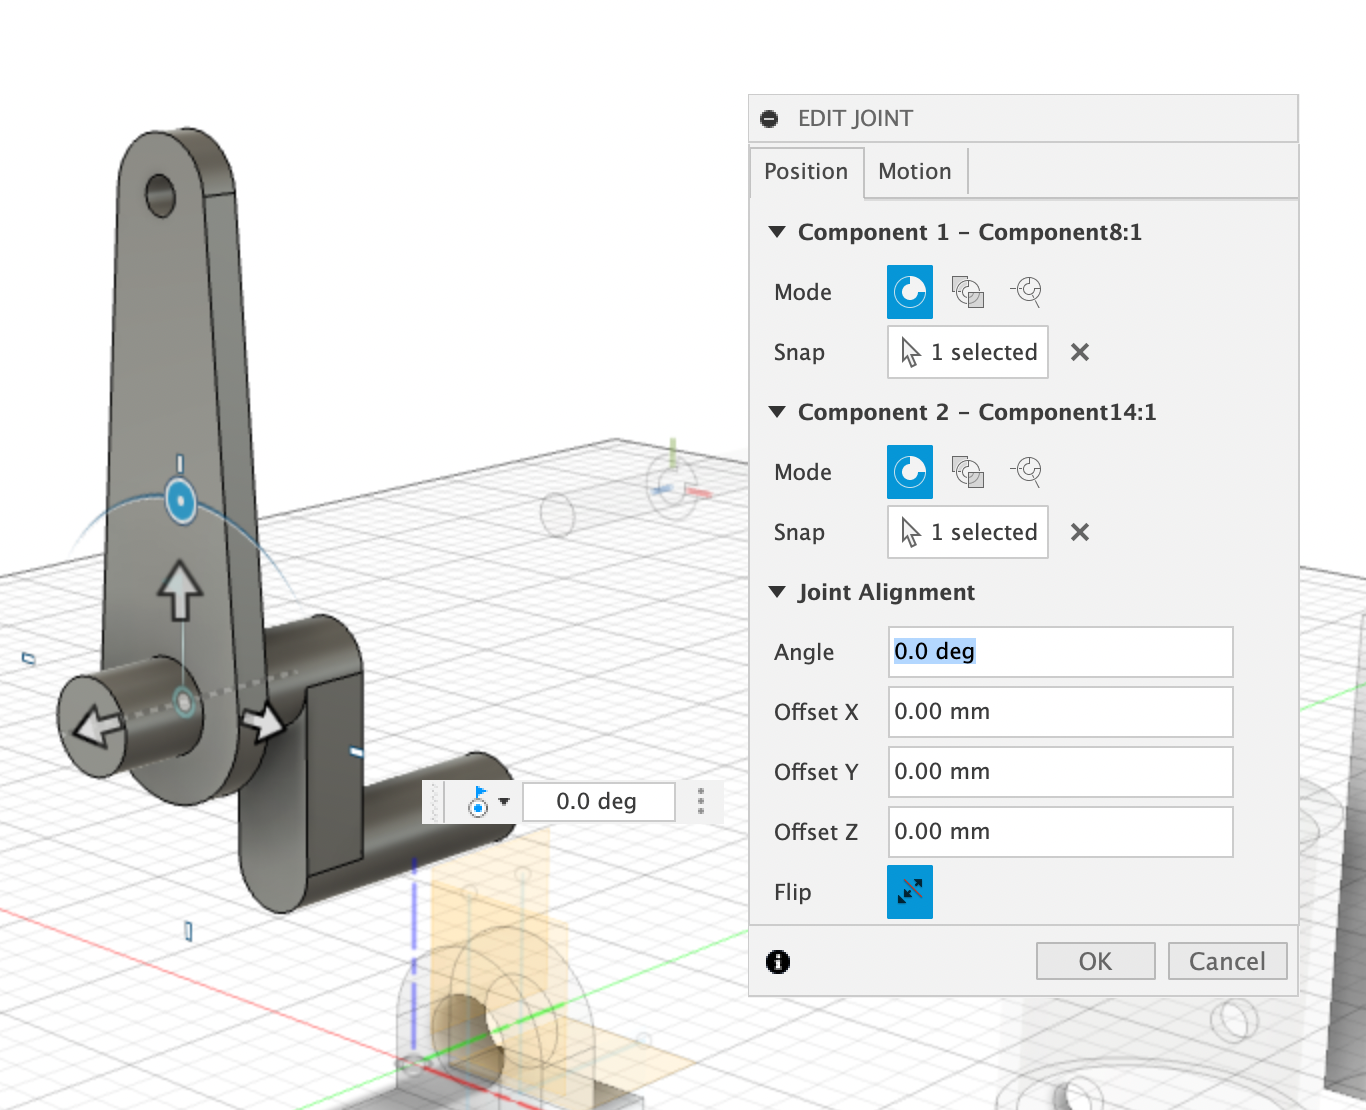 EDIT JOINT
Position Motion
Component 1 – Component8:1
Mode
Snap 1 selected
Component 2 – Component14:1
Mode
Snap 1 selected
Joint Alignment
Angle 0.0 deg
Offset X 0.00 mm
Offset Y 0.00 mm
0.0 deg
Offset Z 0.00 mm
Flip
OK Cancel